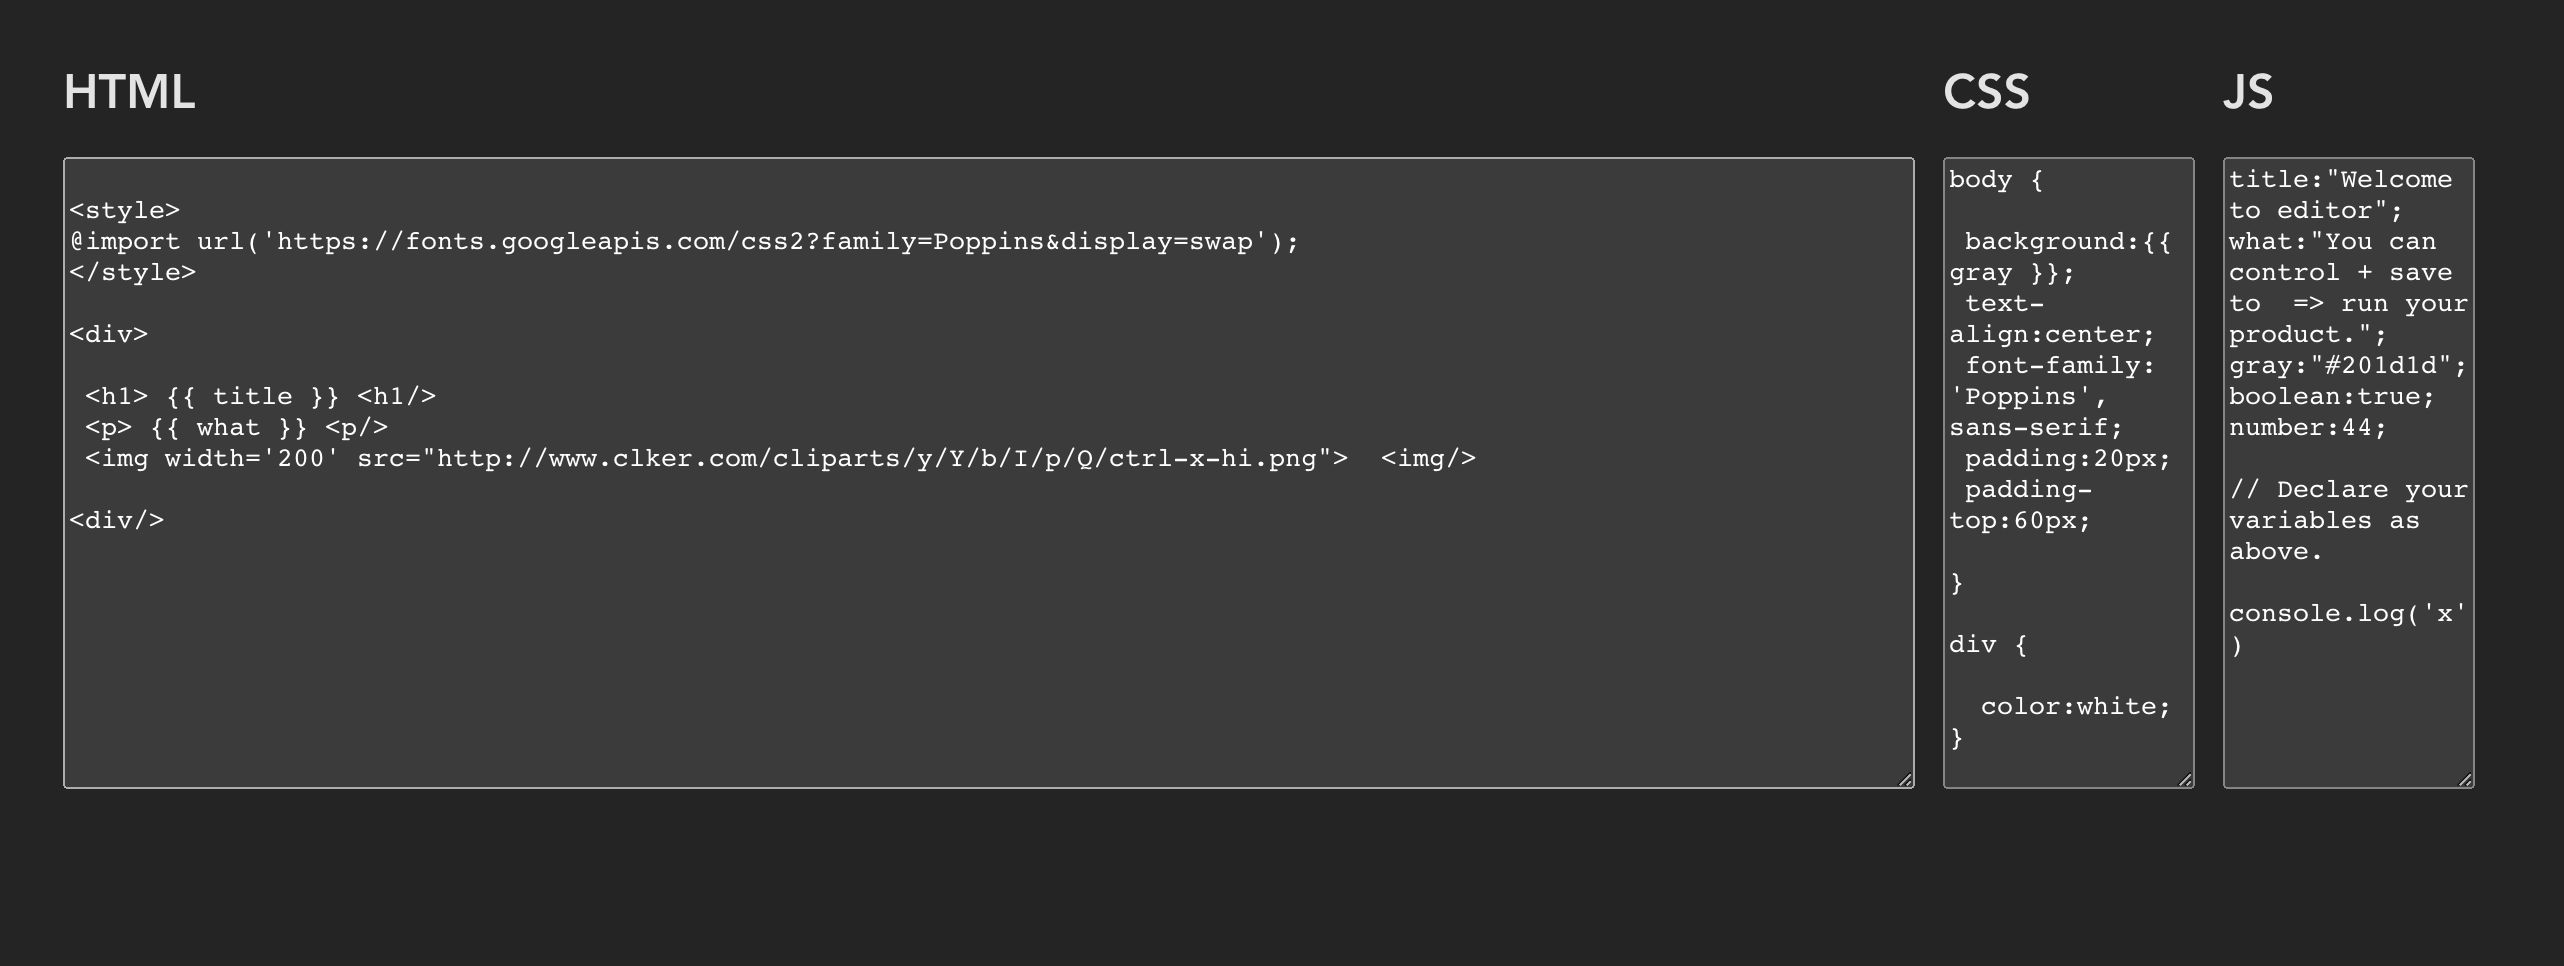 HTML
<style>
@import url('https://fonts.googleapis.com/css2?family=Poppins&display=swap');
</style>
<div>
<h1> {{ title }} <h1/>
<p> {{ what }} <p/>
<img width='200' src="http://www.clker.com/cliparts/y/Y/b/I/p/Q/ctrl-x-hi.png">  <img/>
<div/>
CSS
body {
background:{{
gray }};
text-
align:center;
font-family:
'Poppins',
sans-serif;
padding:20px;
padding-
top:60px;
}
div {
color:white;
}
JS
title:"Welcome
to editor";
what:"You can
control + save
to  => run your
product.";
gray:"#201d1d";
boolean:true;
number:44;
// Declare your
variables as
above.
console.log('x'
)